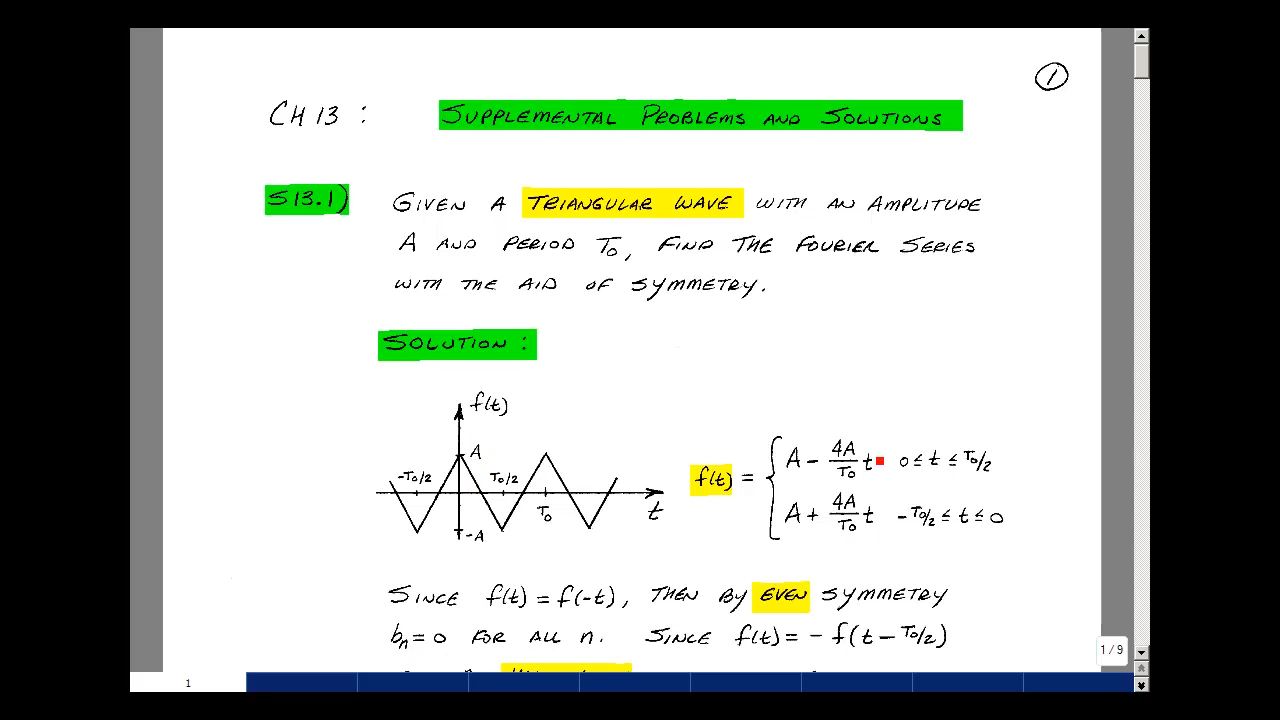 1
CH 13 : SUPPLEMENTAL PROBLEMS AND SOLUTIONS
S13.1) GIVEN A TRIANGULAR WAVE WITH AN AMPLITUDE
A AND PERIOD T₀, FIND THE FOURIER SERIES
WITH THE AID OF SYMMETRY.
SOLUTION :
f(t)
A
-T₀/2 T₀/2
T₀ t
-A
f(t) = { A - 4A/T₀ t 0 ≤ t ≤ T₀/2
A + 4A/T₀ t -T₀/2 ≤ t ≤ 0
SINCE f(t) = f(-t), THEN BY EVEN SYMMETRY
bₙ = 0 FOR ALL n. SINCE f(t) = - f(t - T₀/2)
1 / 9
1